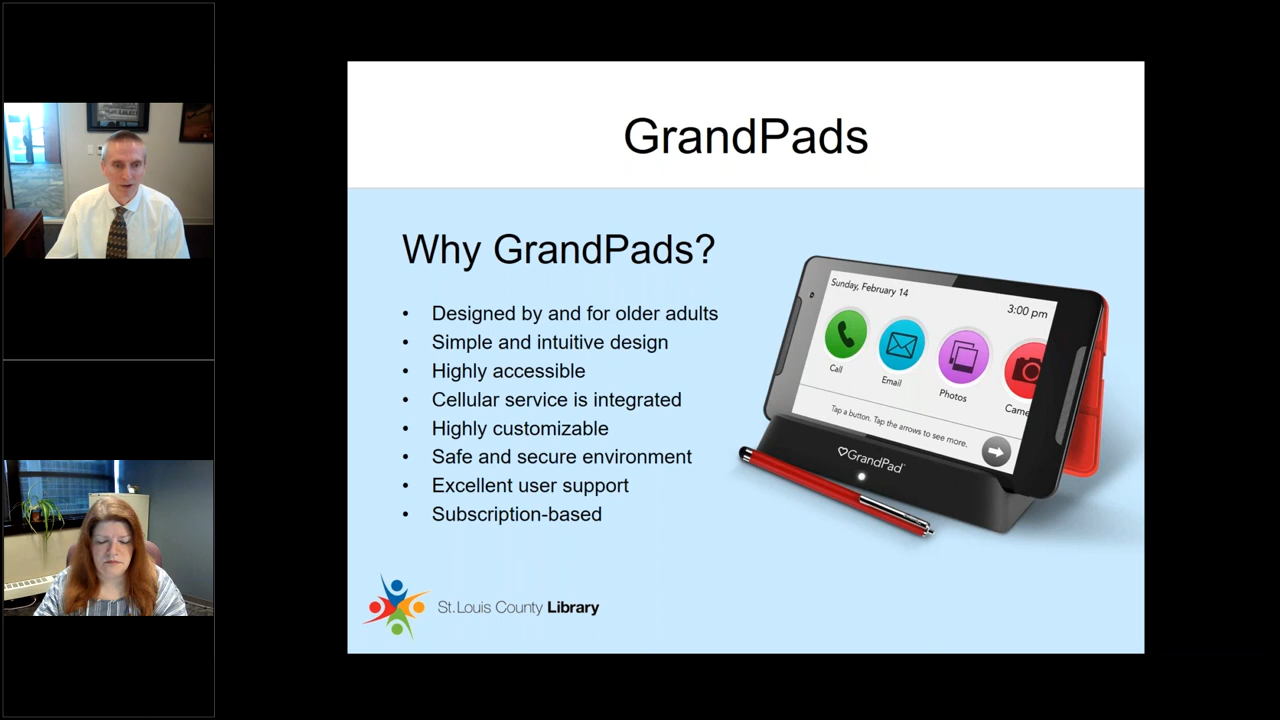 GrandPads
Why GrandPads?
• Designed by and for older adults
• Simple and intuitive design
• Highly accessible
• Cellular service is integrated
• Highly customizable
• Safe and secure environment
• Excellent user support
• Subscription-based
Sunday, February 14
3:00 pm
Call
Email
Photos
Came
Tap a button. Tap the arrows to see more.
GrandPad
St. Louis County Library